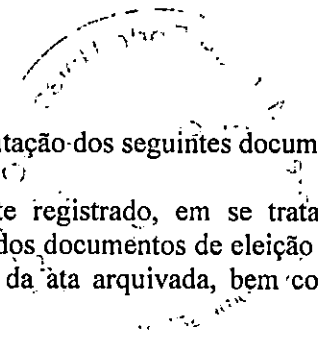 tação dos seguintes docum
te registrado, em se trata
dos documentos de eleição
da ata arquivada, bem co